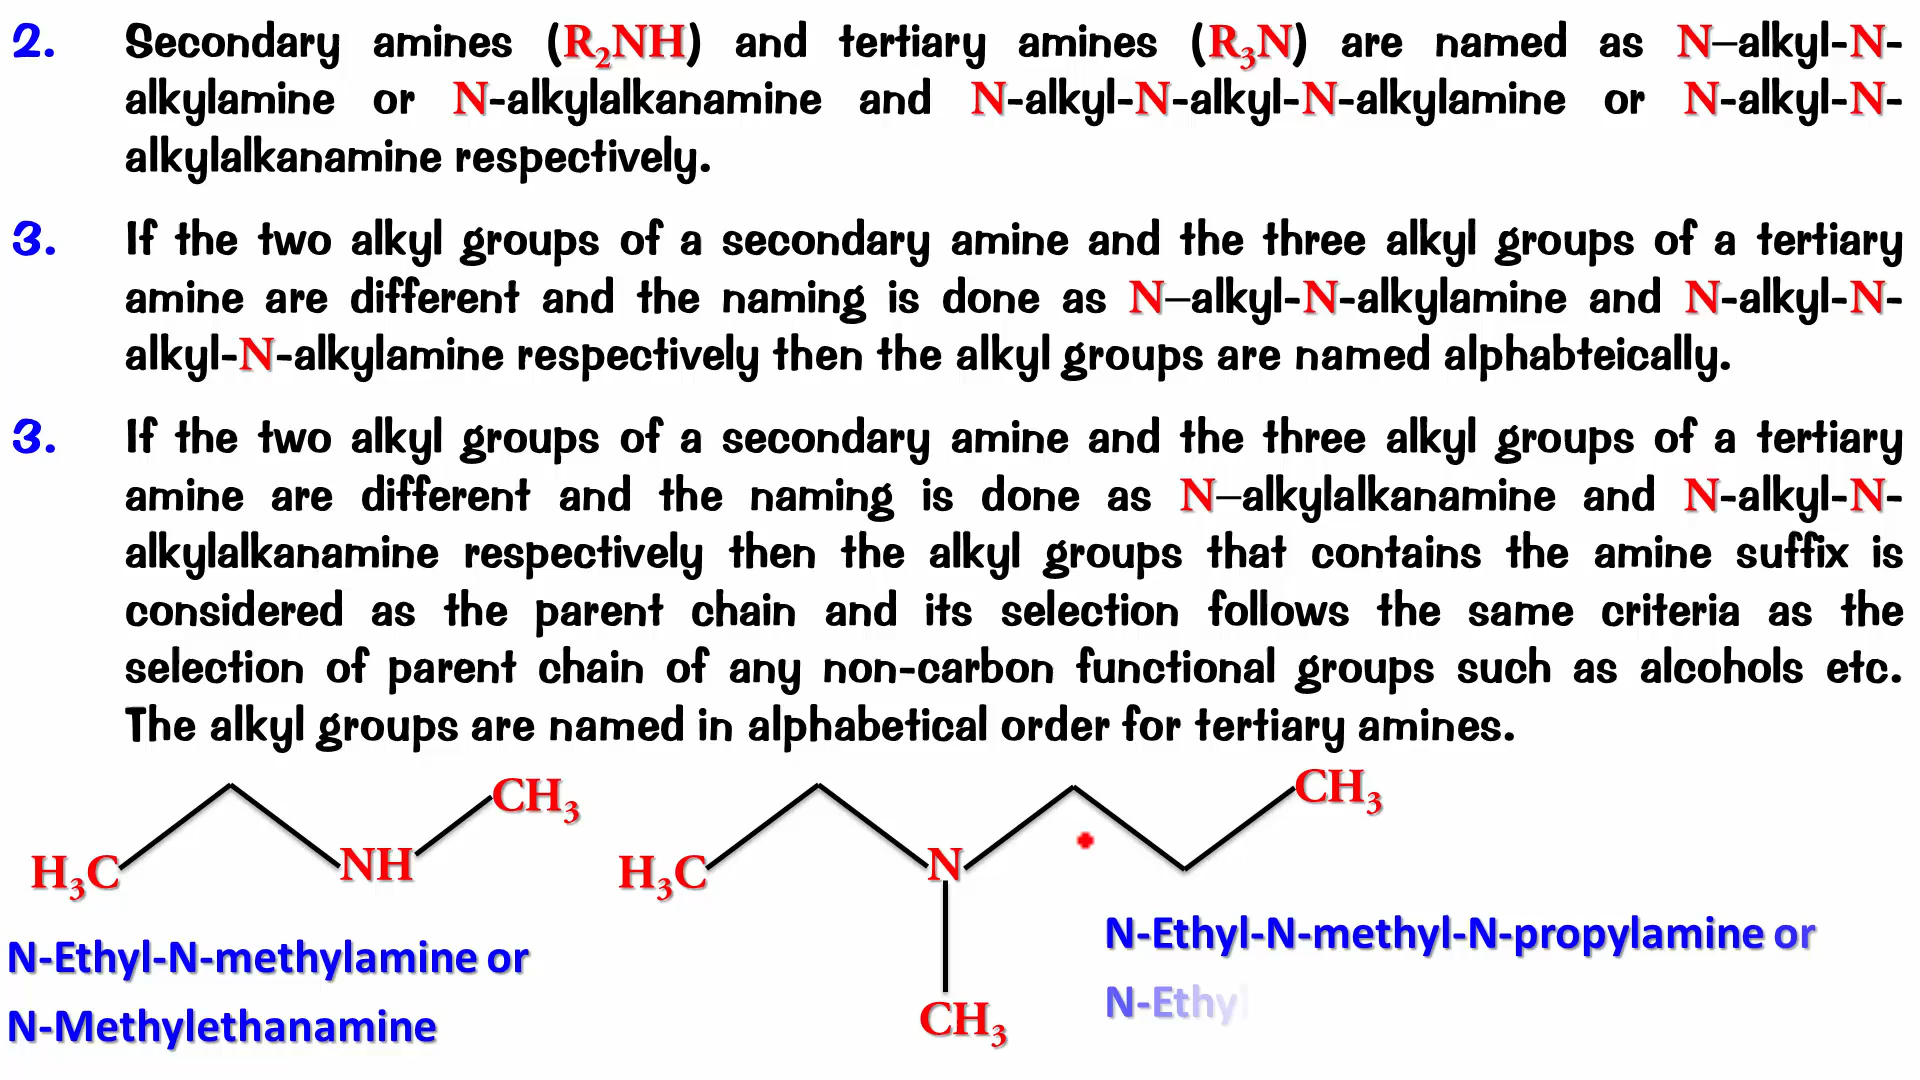 2. Secondary amines (R₂NH) and tertiary amines (R₃N) are named as N–alkyl-N-
alkylamine or N-alkylalkanamine and N-alkyl-N-alkyl-N-alkylamine or N-alkyl-N-
alkylalkanamine respectively.
3. If the two alkyl groups of a secondary amine and the three alkyl groups of a tertiary
amine are different and the naming is done as N–alkyl-N-alkylamine and N-alkyl-N-
alkyl-N-alkylamine respectively then the alkyl groups are named alphabteically.
3. If the two alkyl groups of a secondary amine and the three alkyl groups of a tertiary
amine are different and the naming is done as N–alkylalkanamine and N-alkyl-N-
alkylalkanamine respectively then the alkyl groups that contains the amine suffix is
considered as the parent chain and its selection follows the same criteria as the
selection of parent chain of any non-carbon functional groups such as alcohols etc.
The alkyl groups are named in alphabetical order for tertiary amines.
H₃C NH CH₃
H₃C N CH₃
CH₃
N-Ethyl-N-methylamine or
N-Methylethanamine
N-Ethyl-N-methyl-N-propylamine or
N-Ethyl